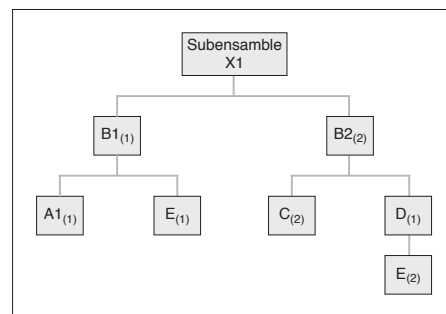 Subensamble
X1
B1(1)
B2(2)
A1(1)
E(1)
C(2)
D(1)
E(2)